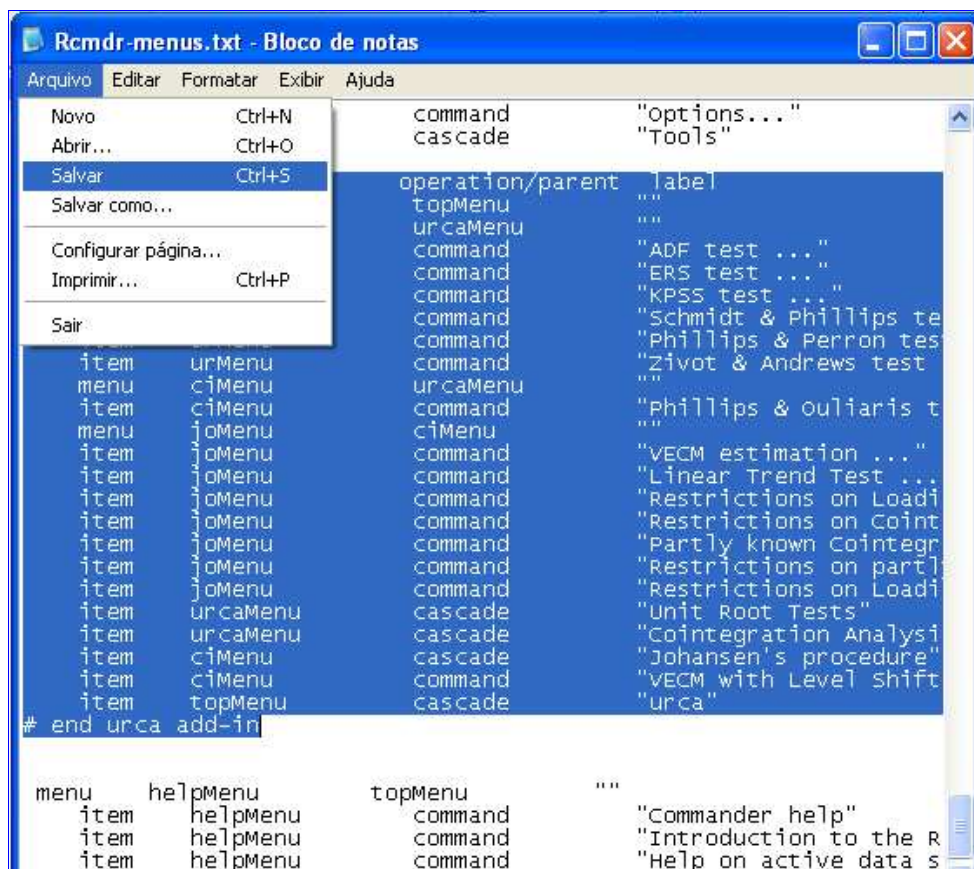 Rcmdr-menus.txt - Bloco de notas
Arquivo Editar Formatar Exibir Ajuda
Novo Ctrl+N
Abrir... Ctrl+O
Salvar Ctrl+S
Salvar como...
Configurar página...
Imprimir... Ctrl+P
Sair
command "Options..."
cascade "Tools"
operation/parent label
topMenu ""
urcaMenu ""
command "ADF test ..."
command "ERS test ..."
command "KPSS test ..."
command "Schmidt & Phillips te
command "Phillips & Perron tes
item urMenu command "Zivot & Andrews test
menu ciMenu urcaMenu ""
item ciMenu command "Phillips & Ouliaris t
menu joMenu ciMenu ""
item joMenu command "VECM estimation ..."
item joMenu command "Linear Trend Test ...
item joMenu command "Restrictions on Loadi
item joMenu command "Restrictions on Coint
item joMenu command "Partly known Cointegr
item joMenu command "Restrictions on partl
item joMenu command "Restrictions on Loadi
item urcaMenu cascade "Unit Root Tests"
item urcaMenu cascade "Cointegration Analysi
item ciMenu cascade "Johansen's procedure"
item ciMenu cascade "VECM with Level Shift
item topMenu cascade "urca"
# end urca add-in
menu helpMenu topMenu ""
item helpMenu command "Commander help"
item helpMenu command "Introduction to the R
item helpMenu command "Help on active data s